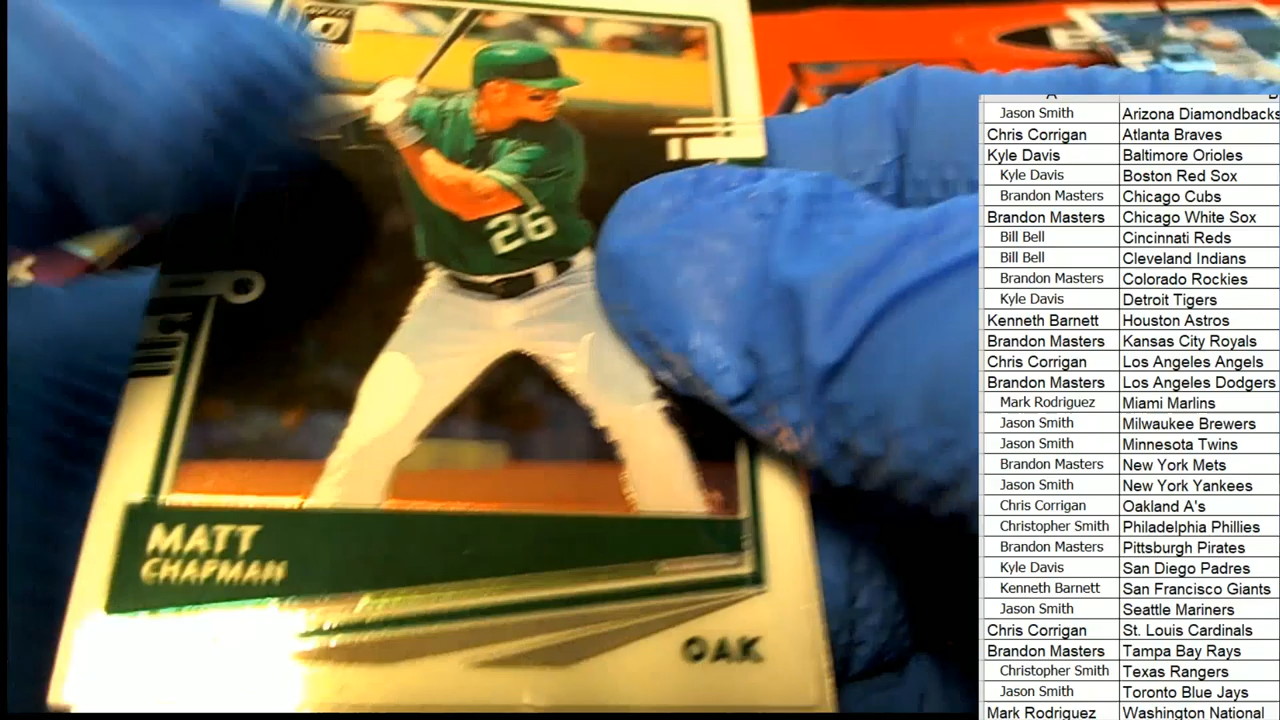 26
MATT
CHAPMAN
OAK
Jason Smith Arizona Diamondbacks
Chris Corrigan Atlanta Braves
Kyle Davis Baltimore Orioles
Kyle Davis Boston Red Sox
Brandon Masters Chicago Cubs
Brandon Masters Chicago White Sox
Bill Bell Cincinnati Reds
Bill Bell Cleveland Indians
Brandon Masters Colorado Rockies
Kyle Davis Detroit Tigers
Kenneth Barnett Houston Astros
Brandon Masters Kansas City Royals
Chris Corrigan Los Angeles Angels
Brandon Masters Los Angeles Dodgers
Mark Rodriguez Miami Marlins
Jason Smith Milwaukee Brewers
Jason Smith Minnesota Twins
Brandon Masters New York Mets
Jason Smith New York Yankees
Chris Corrigan Oakland A's
Christopher Smith Philadelphia Phillies
Brandon Masters Pittsburgh Pirates
Kyle Davis San Diego Padres
Kenneth Barnett San Francisco Giants
Jason Smith Seattle Mariners
Chris Corrigan St. Louis Cardinals
Brandon Masters Tampa Bay Rays
Christopher Smith Texas Rangers
Jason Smith Toronto Blue Jays
Mark Rodriguez Washington National